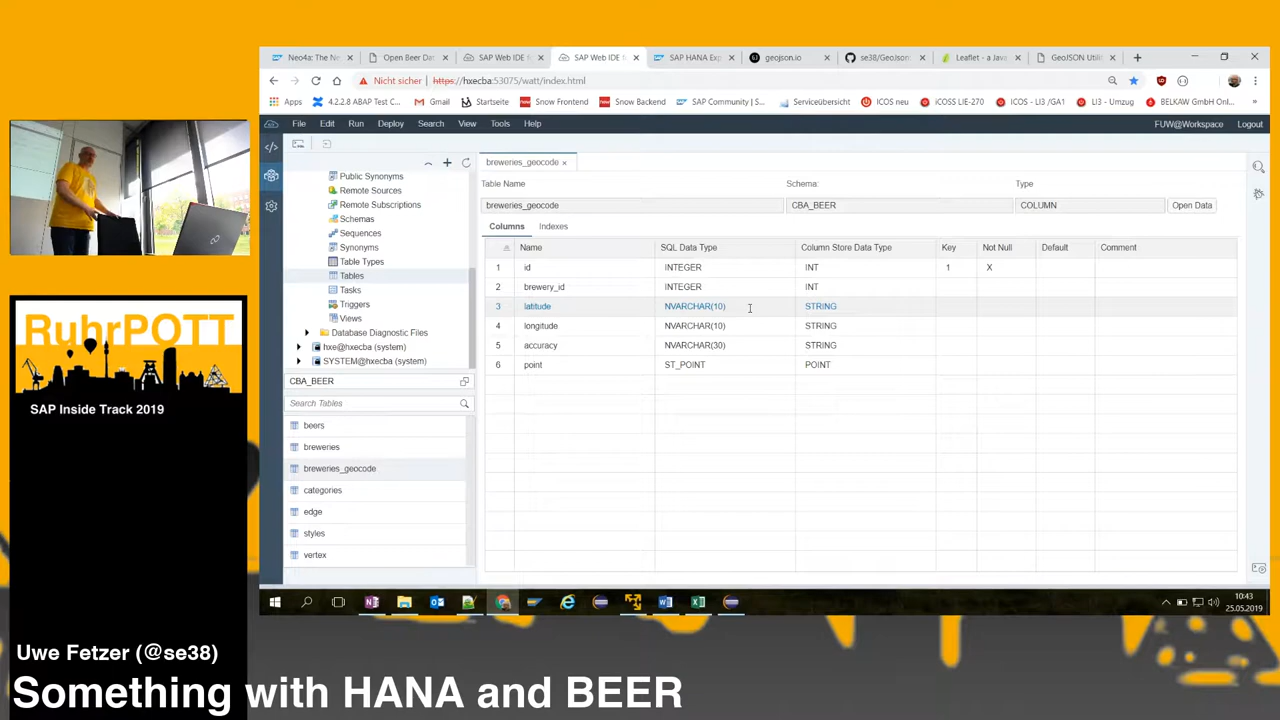 Neo4a: The Ne
Open Beer Dat
SAP Web IDE f
SAP Web IDE f
SAP HANA Exp
geojson.io
se38/GeoJson:
Leaflet - a Jav
GeoJSON Utilit
Nicht sicher | https://hxecba:53075/watt/index.html
Apps
4.2.2.8 ABAP Test C...
Gmail
Startseite
Snow Frontend
Snow Backend
SAP Community | S...
Serviceübersicht
ICOS neu
iCOSS LIE-270
ICOS - LI3 /GA1
LI3 - Umzug
BELKAW GmbH Onl...
File Edit Run Deploy Search View Tools Help
FUW@Workspace Logout
Public Synonyms
Remote Sources
Remote Subscriptions
Schemas
Sequences
Synonyms
Table Types
Tables
Tasks
Triggers
Views
Database Diagnostic Files
hxe@hxecba (system)
SYSTEM@hxecba (system)
CBA_BEER
Search Tables
beers
breweries
breweries_geocode
categories
edge
styles
vertex
breweries_geocode
Table Name Schema: Type
breweries_geocode CBA_BEER COLUMN Open Data
Columns Indexes
Name SQL Data Type Column Store Data Type Key Not Null Default Comment
1 id INTEGER INT 1 X
2 brewery_id INTEGER INT
3 latitude NVARCHAR(10) STRING
4 longitude NVARCHAR(10) STRING
5 accuracy NVARCHAR(30) STRING
6 point ST_POINT POINT
10:43
25.05.2019
RuhrPOTT
SAP Inside Track 2019
Uwe Fetzer (@se38)
Something with HANA and BEER